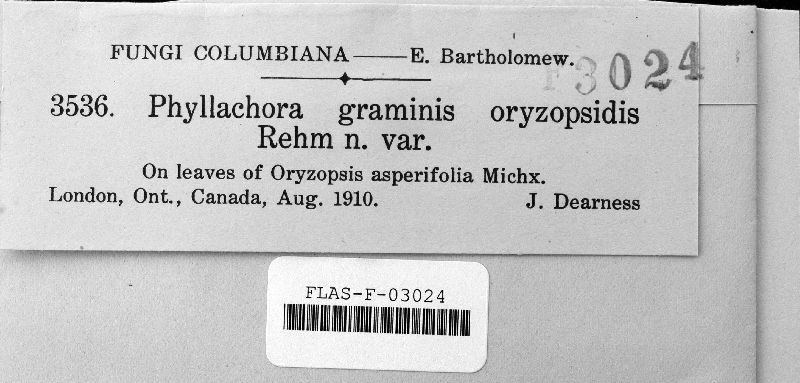 FUNGI COLUMBIANA—E. Bartholomew.
F3024
3536. Phyllachora graminis oryzopsidis
Rehm n. var.
On leaves of Oryzopsis asperifolia Michx.
London, Ont., Canada, Aug. 1910. J. Dearness
FLAS-F-03024